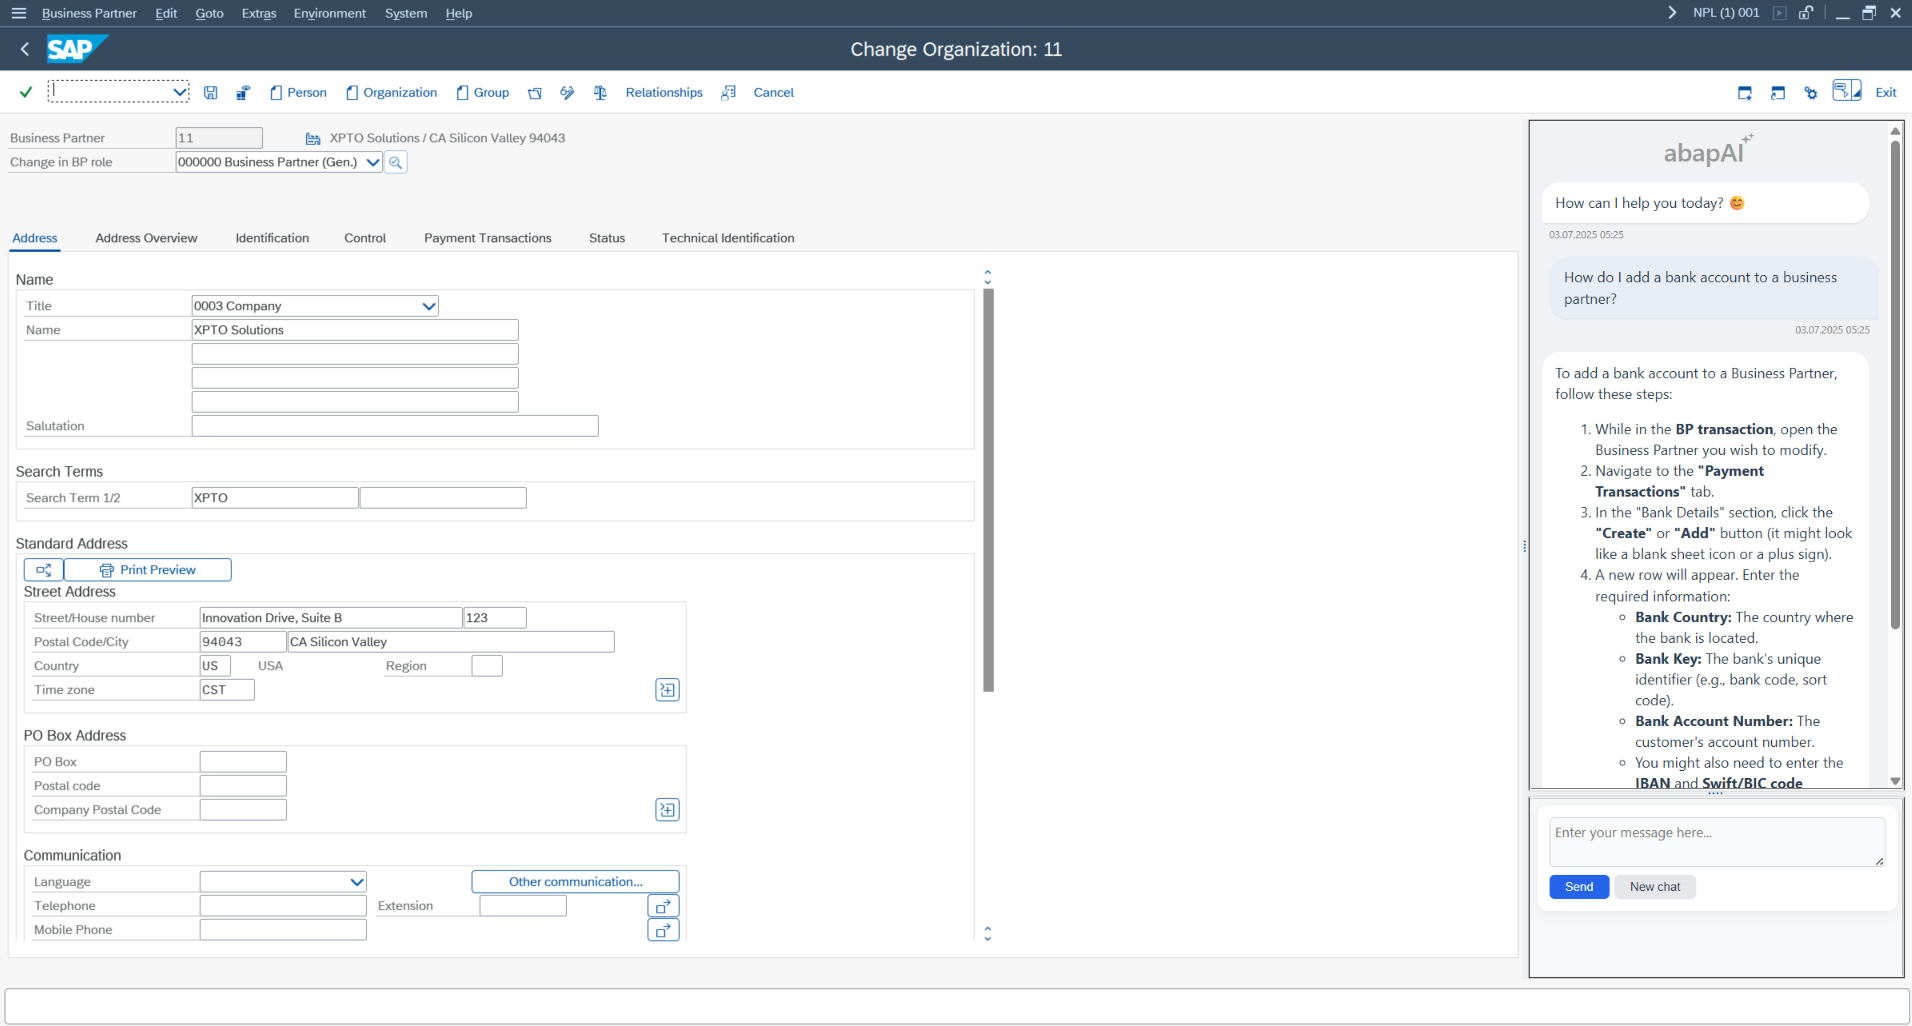 Business Partner Edit Goto Extras Environment System Help NPL (1) 001
SAP Change Organization: 11
Person Organization Group Relationships Cancel Exit
Business Partner 11 XPTO Solutions / CA Silicon Valley 94043
Change in BP role 000000 Business Partner (Gen.)
Address Address Overview Identification Control Payment Transactions Status Technical Identification
Name
Title 0003 Company
Name XPTO Solutions
Salutation
Search Terms
Search Term 1/2 XPTO
Standard Address
Print Preview
Street Address
Street/House number Innovation Drive, Suite B 123
Postal Code/City 94043 CA Silicon Valley
Country US USA Region
Time zone CST
PO Box Address
PO Box
Postal code
Company Postal Code
Communication
Language Other communication...
Telephone Extension
Mobile Phone
abapAI
How can I help you today? 😊
03.07.2025 05:25
How do I add a bank account to a business
partner?
03.07.2025 05:25
To add a bank account to a Business Partner,
follow these steps:
1. While in the BP transaction, open the
Business Partner you wish to modify.
2. Navigate to the "Payment
Transactions" tab.
3. In the "Bank Details" section, click the
"Create" or "Add" button (it might look
like a blank sheet icon or a plus sign).
4. A new row will appear. Enter the
required information:
◦ Bank Country: The country where
the bank is located.
◦ Bank Key: The bank's unique
identifier (e.g., bank code, sort
code).
◦ Bank Account Number: The
customer's account number.
◦ You might also need to enter the
IBAN and Swift/BIC code
Enter your message here...
Send New chat